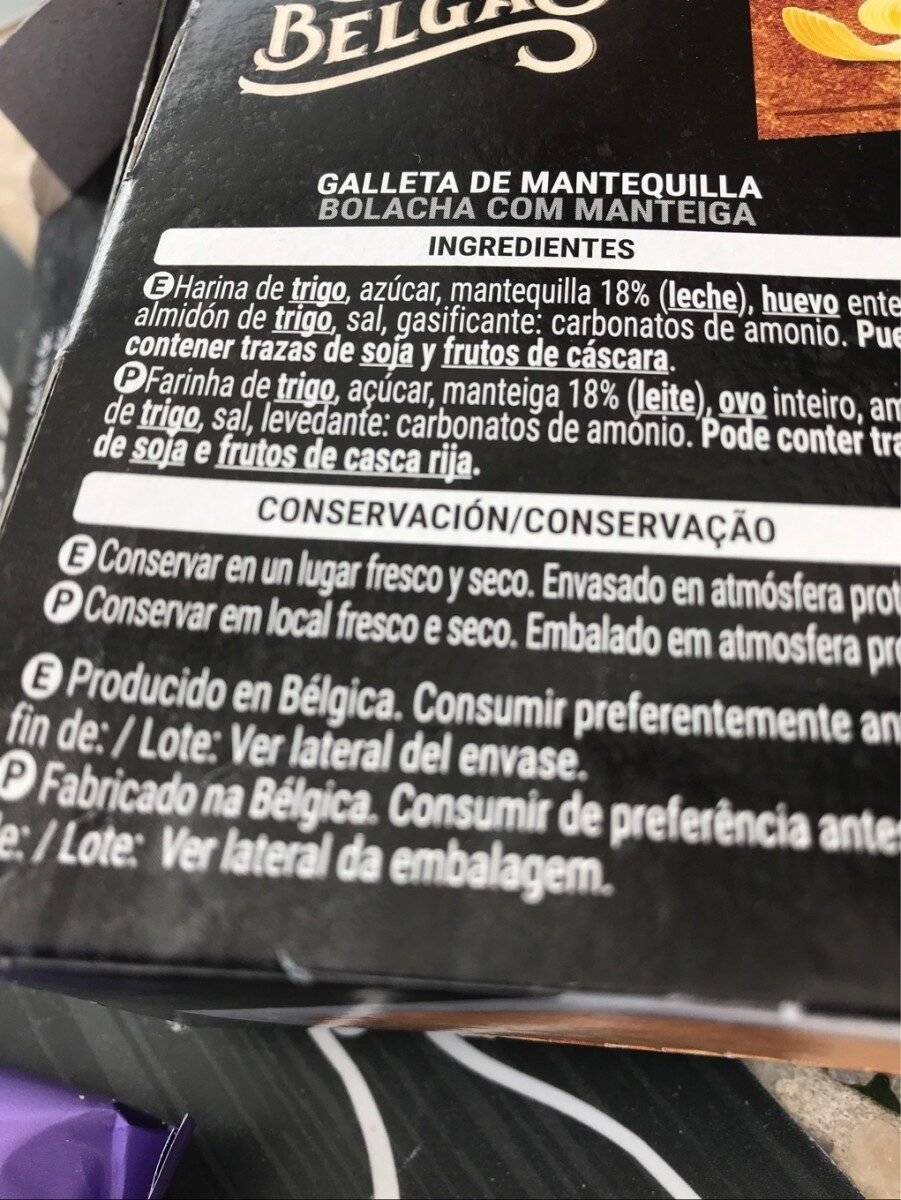 BELGAS
GALLETA DE MANTEQUILLA
BOLACHA COM MANTEIGA
INGREDIENTES
E Harina de trigo, azúcar, mantequilla 18% (leche), huevo
almidón de trigo, sal, gasificante: carbonatos de amonio.
contener trazas de soja y frutos de cáscara.
P Farinha de trigo, açúcar, manteiga 18% (leite), ovo inteiro,
de trigo, sal, levedante: carbonatos de amónio. Pode conter
de soja e frutos de casca rija.
CONSERVACIÓN/CONSERVAÇÃO
E Conservar en un lugar fresco y seco. Envasado en atmósfera
P Conservar em local fresco e seco. Embalado em atmosfera
E Producido en Bélgica. Consumir preferentemente
fin de: / Lote: Ver lateral del envase.
P Fabricado na Bélgica. Consumir de preferência
/ Lote: Ver lateral da embalagem.